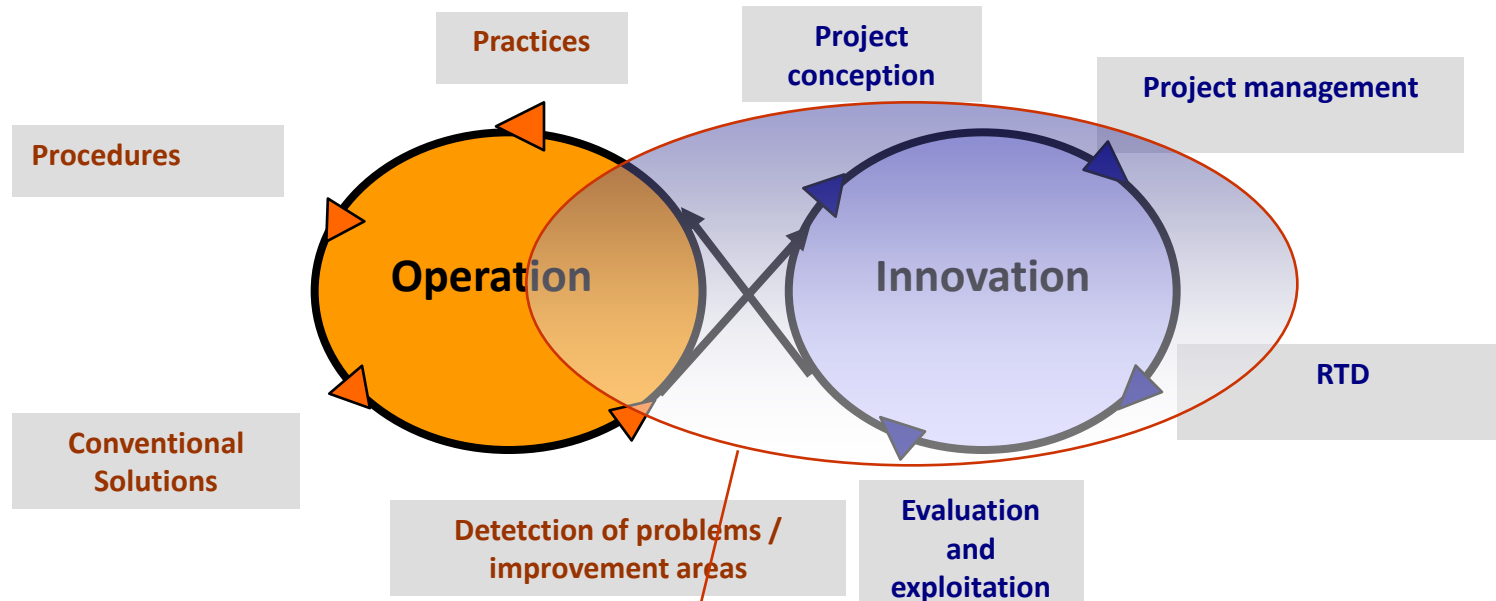 Practices
Project
conception
Project management
Procedures
Operation
Innovation
RTD
Conventional
Solutions
Detetction of problems /
improvement areas
Evaluation
and
exploitation